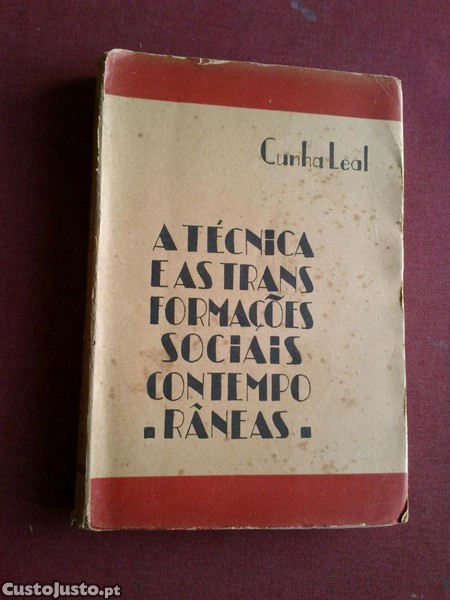 Cunha Leal
A TÉCNICA
E AS TRANS
FORMAÇÕES
SOCIAIS
CONTEMPO
. RÂNEAS .
CustoJusto.pt